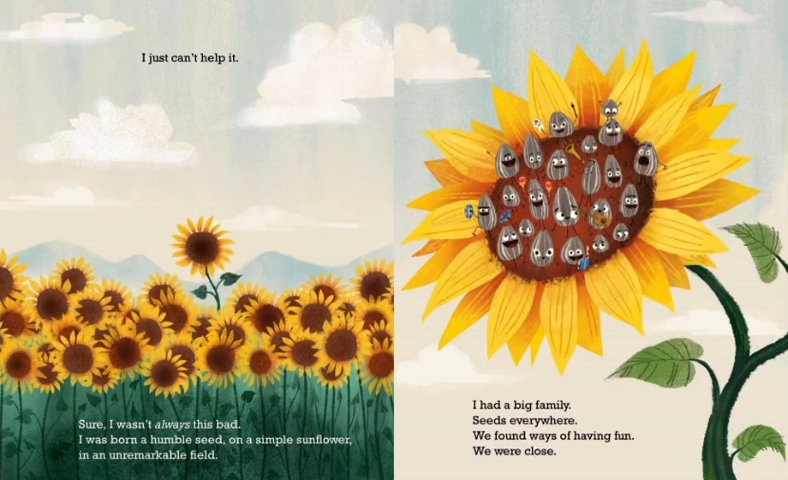 I just can't help it.
Sure, I wasn't always this bad.
I was born a humble seed, on a simple sunflower,
in an unremarkable field.
I had a big family.
Seeds everywhere.
We found ways of having fun.
We were close.